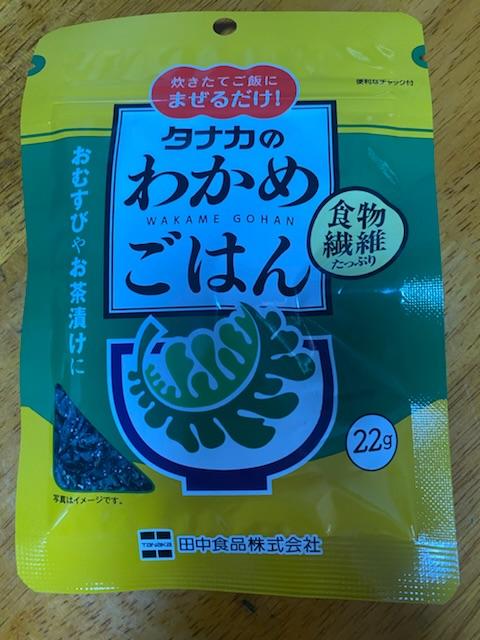 炊きたてご飯に
まぜるだけ!
便利なチャック付
タナカの
わかめ
WAKAME GOHAN
ごはん
食物
繊維
たっぷり
おむすびやお茶漬けに
22g
写真はイメージです。
TANAKA
田中食品株式会社